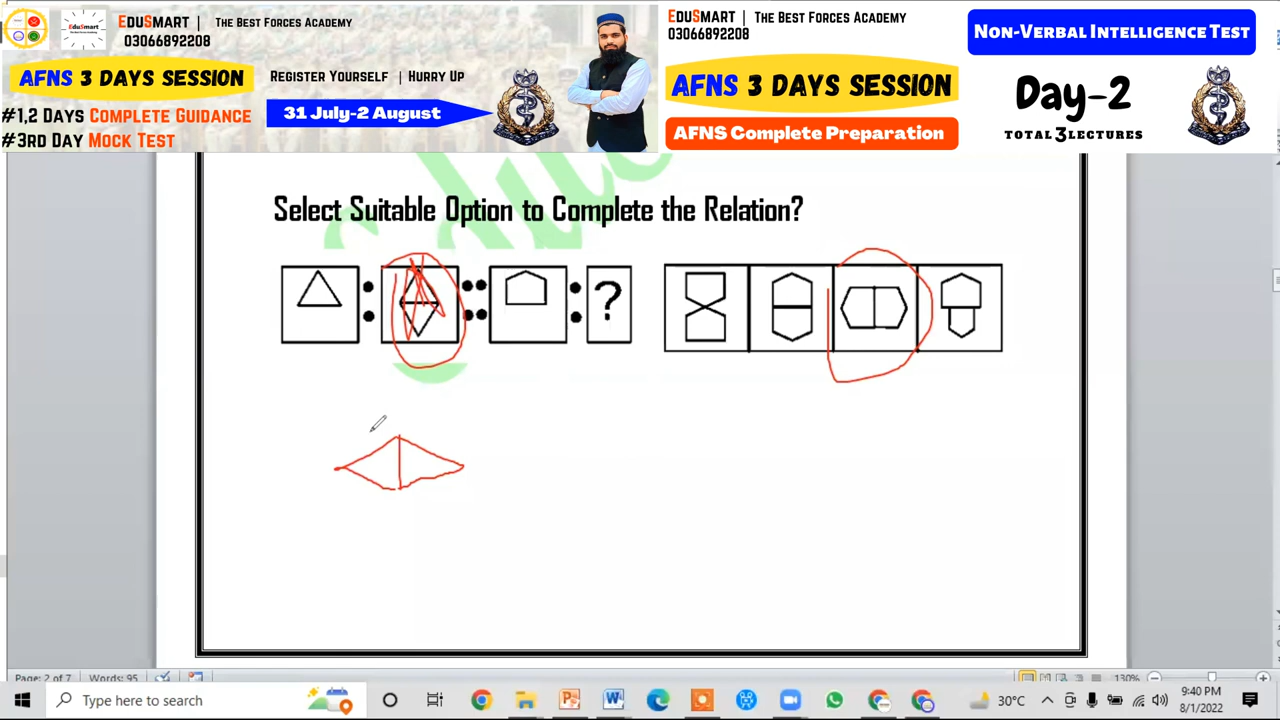 EDUSMART | THE BEST FORCES ACADEMY
03066892208
AFNS 3 DAYS SESSION
REGISTER YOURSELF | HURRY UP
31 July-2 August
#1,2 DAYS COMPLETE GUIDANCE
#3RD DAY MOCK TEST
EDUSMART | THE BEST FORCES ACADEMY
03066892208
AFNS 3 DAYS SESSION
AFNS Complete Preparation
NON-VERBAL INTELLIGENCE TEST
Day-2
TOTAL 3 LECTURES
EduSmart
Select Suitable Option to Complete the Relation?
?
Page: 2 of 7
Words: 95
130%
Type here to search
30°C
9:40 PM
8/1/2022